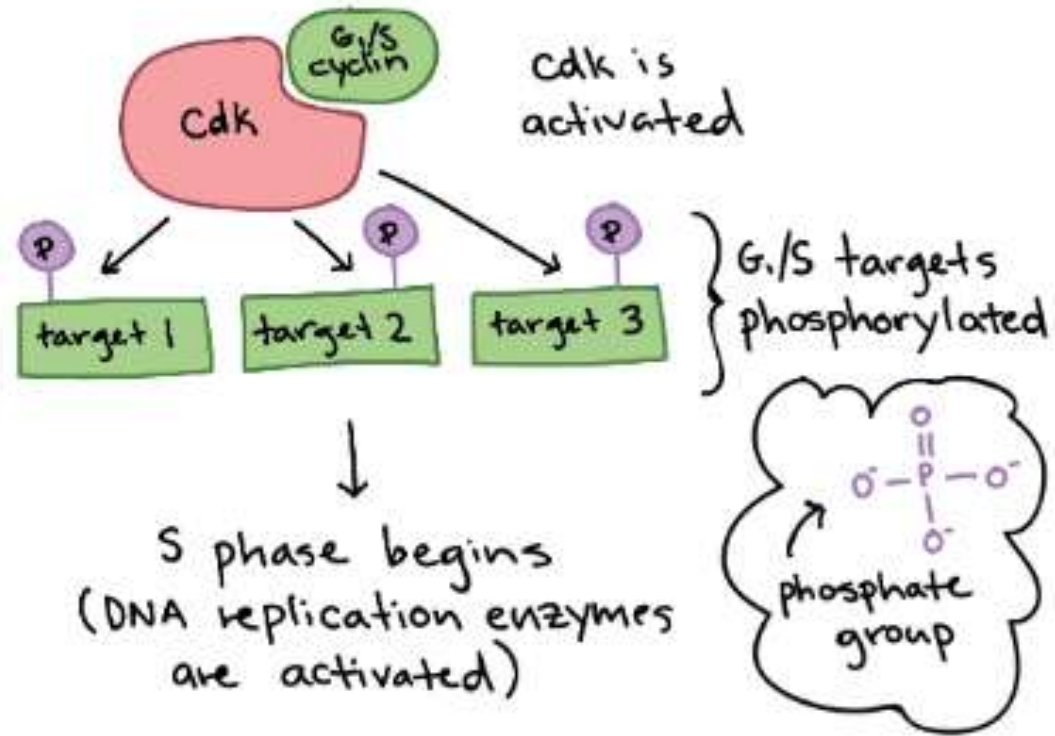 G1/S
cyclin
Cdk
Cdk is
activated
P
P
P
target 1
target 2
target 3
G1/S targets
phosphorylated
S phase begins
(DNA replication enzymes
are activated)
O
O⁻ P O⁻
O⁻
phosphate
group